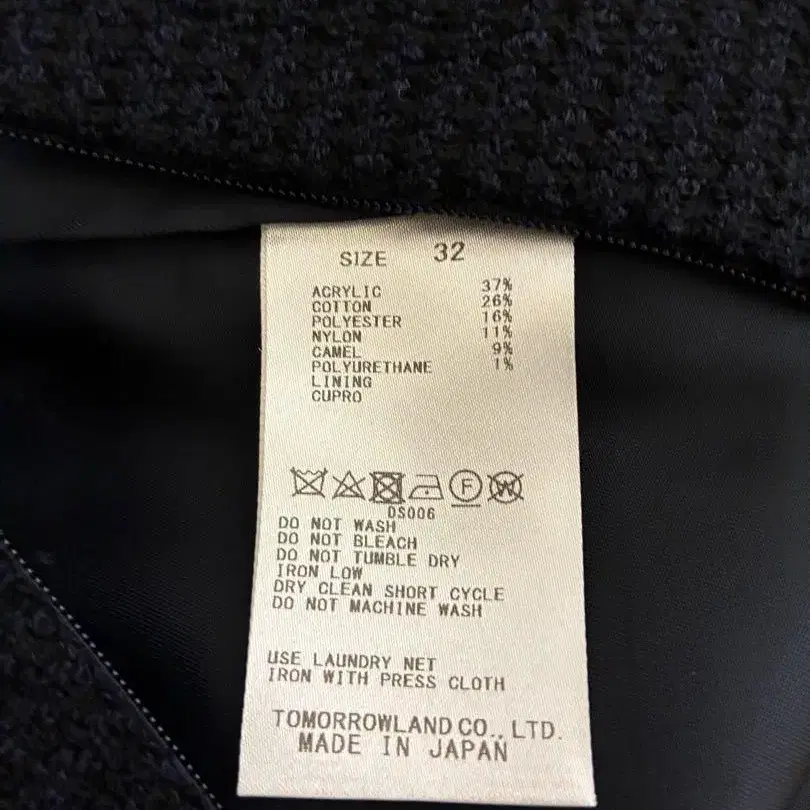 SIZE 32
ACRYLIC 37%
COTTON 26%
POLYESTER 16%
NYLON 11%
CAMEL 9%
POLYURETHANE 1%
LINING
CUPRO
F W
DS006
DO NOT WASH
DO NOT BLEACH
DO NOT TUMBLE DRY
IRON LOW
DRY CLEAN SHORT CYCLE
DO NOT MACHINE WASH
USE LAUNDRY NET
IRON WITH PRESS CLOTH
TOMORROWLAND CO., LTD.
MADE IN JAPAN